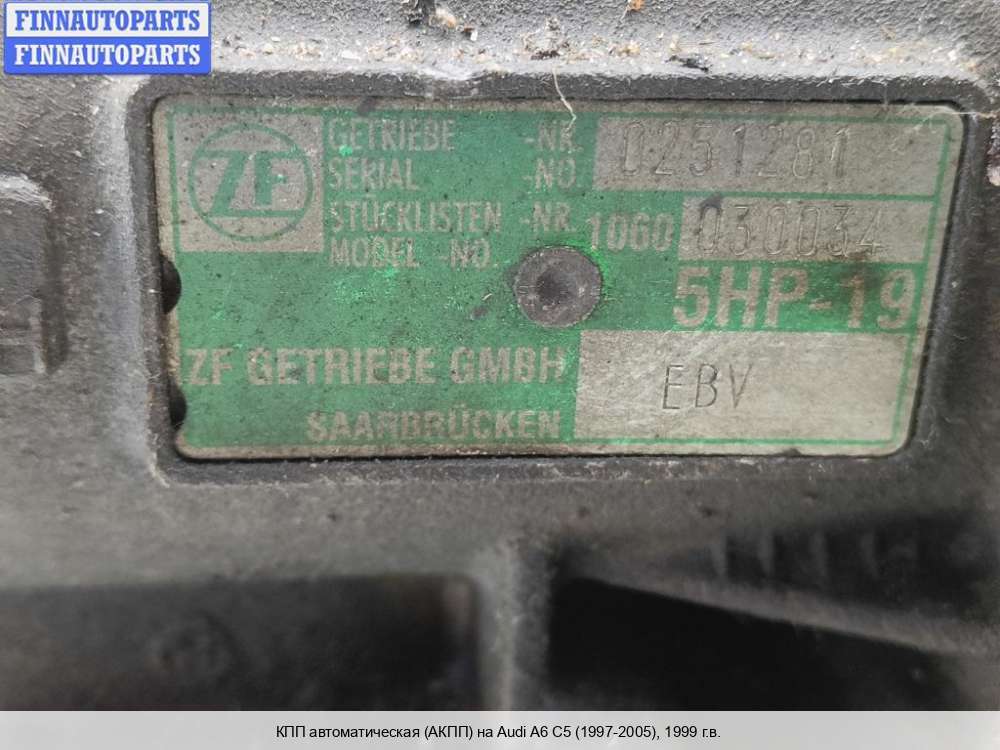 FINNAUTOPARTS
FINNAUTOPARTS
ZF
GETRIEBE -NR. 0251281
SERIAL -NO.
STÜCKLISTEN -NR. 1060 030034
MODEL -NO.
5HP-19
ZF GETRIEBE GMBH EBV
SAARBRÜCKEN
КПП автоматическая (АКПП) на Audi A6 C5 (1997-2005), 1999 г.в.